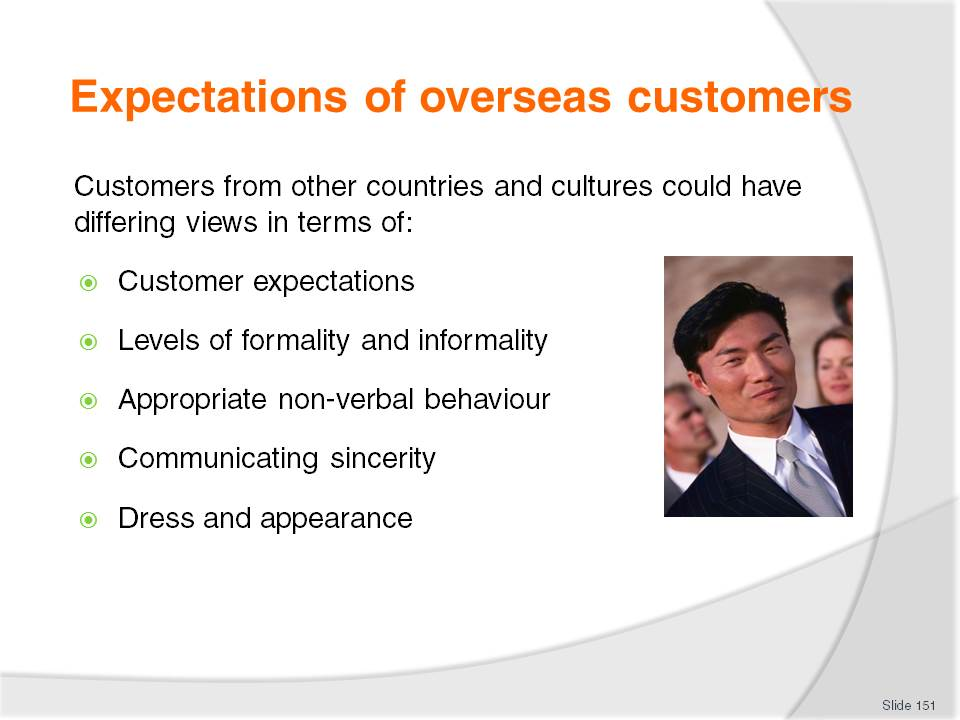 Expectations of overseas customers
Customers from other countries and cultures could have
differing views in terms of:
Customer expectations
Levels of formality and informality
Appropriate non-verbal behaviour
Communicating sincerity
Dress and appearance
Slide 151